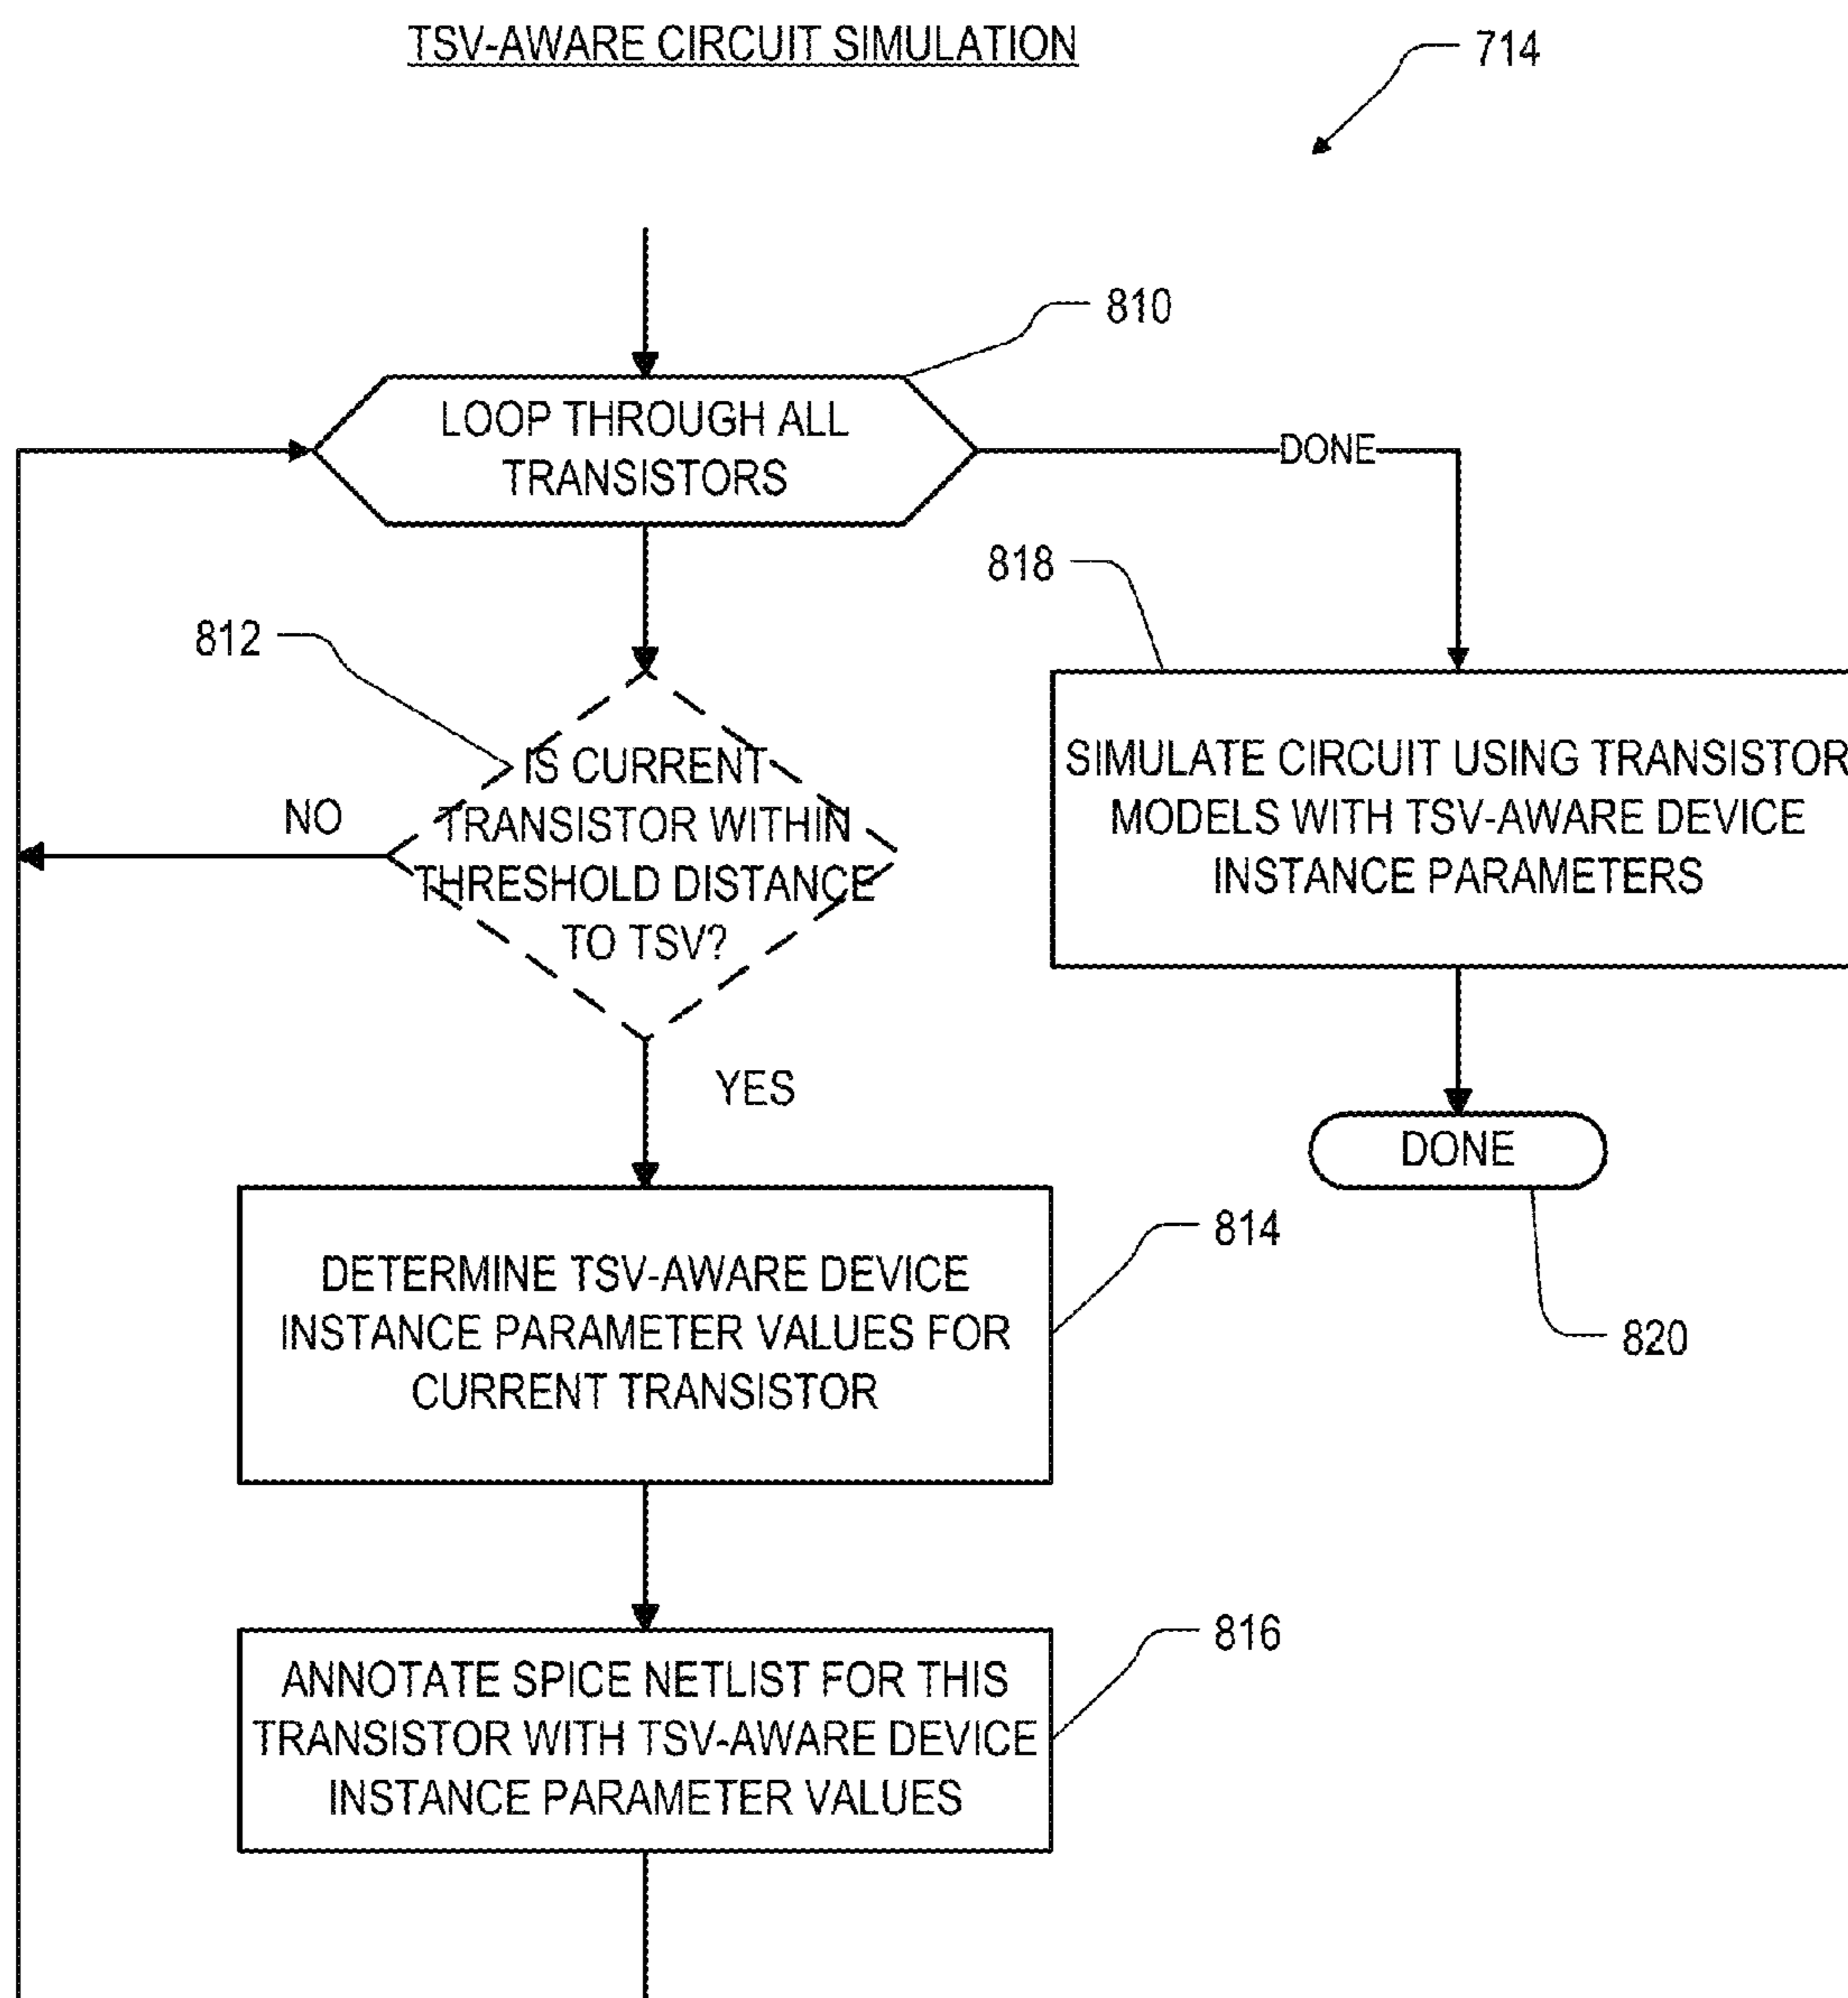 TSV-AWARE CIRCUIT SIMULATION
714
810
LOOP THROUGH ALL
TRANSISTORS
DONE
818
812
IS CURRENT
TRANSISTOR WITHIN
THRESHOLD DISTANCE
TO TSV?
NO
SIMULATE CIRCUIT USING TRANSISTOR
MODELS WITH TSV-AWARE DEVICE
INSTANCE PARAMETERS
YES
DONE
820
814
DETERMINE TSV-AWARE DEVICE
INSTANCE PARAMETER VALUES FOR
CURRENT TRANSISTOR
816
ANNOTATE SPICE NETLIST FOR THIS
TRANSISTOR WITH TSV-AWARE DEVICE
INSTANCE PARAMETER VALUES